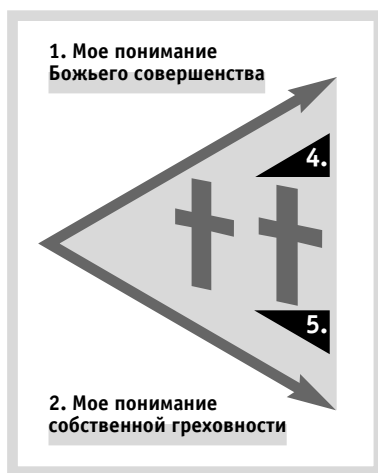 1. Мое понимание
Божьего совершенства
4.
5.
2. Мое понимание
собственной греховности